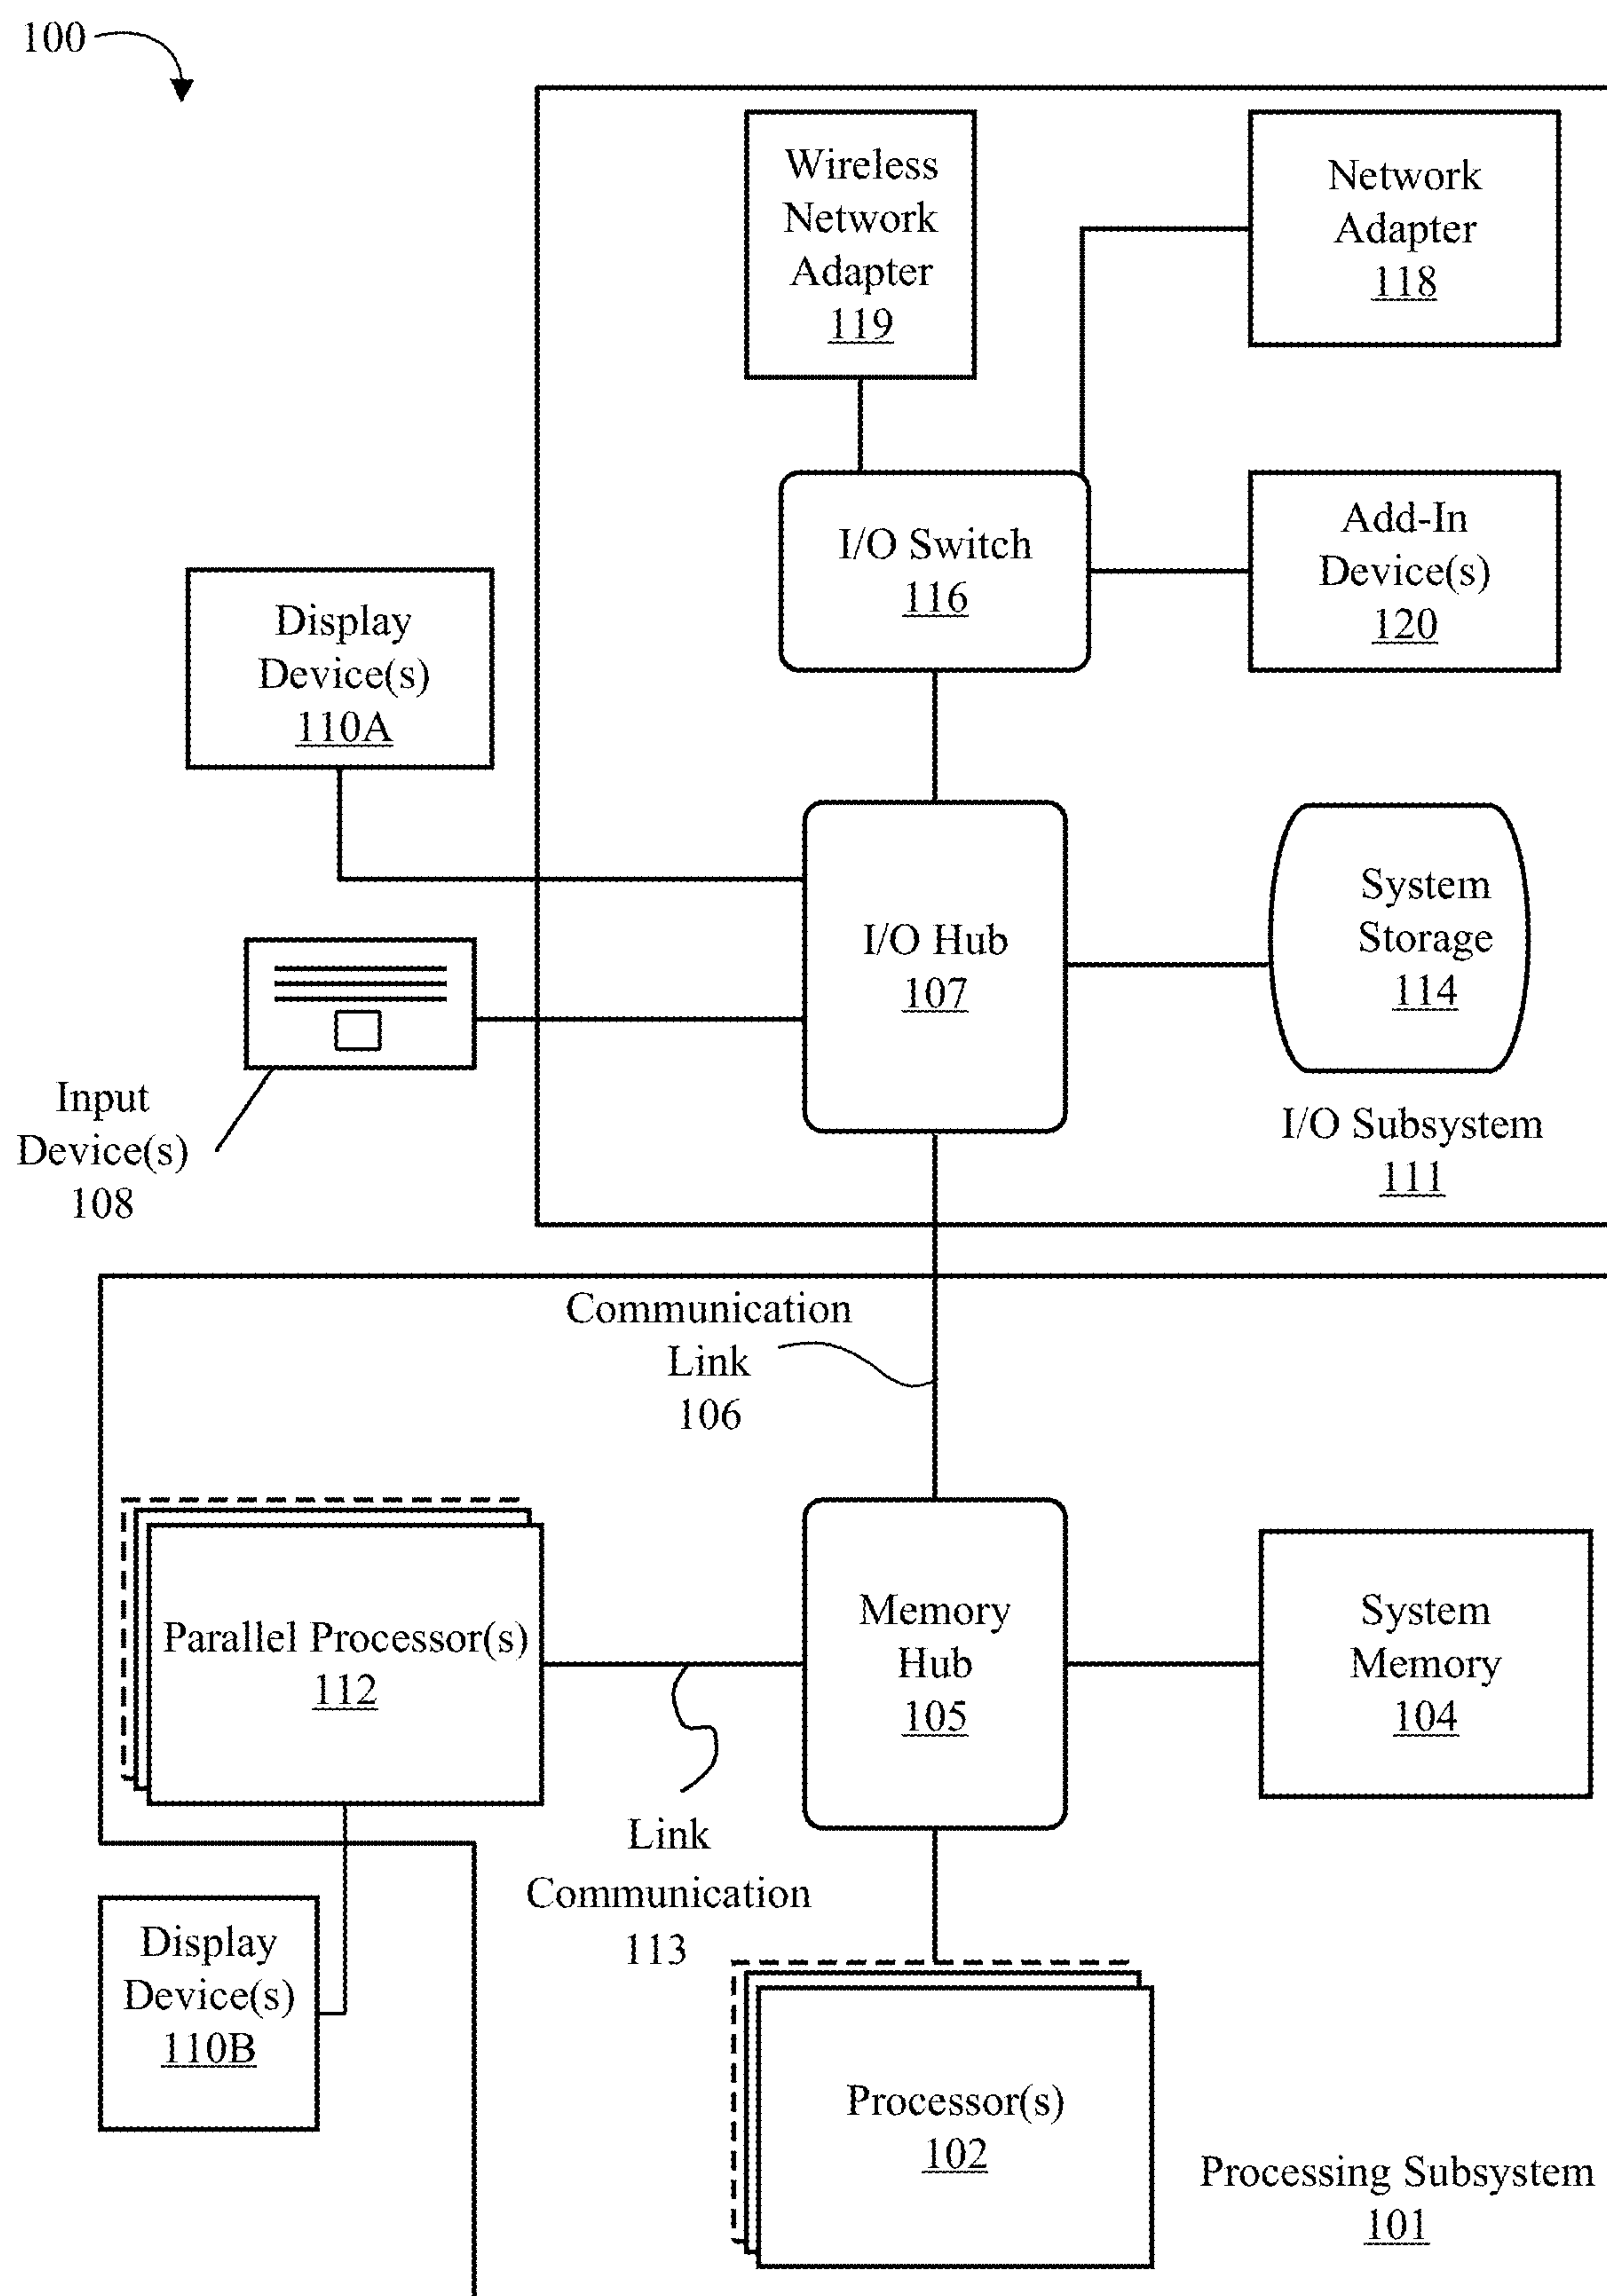 100
Wireless
Network
Adapter
119
Network
Adapter
118
I/O Switch
116
Add-In
Device(s)
120
Display
Device(s)
110A
I/O Hub
107
System
Storage
114
Input
Device(s)
108
I/O Subsystem
111
Communication
Link
106
Parallel Processor(s)
112
Memory
Hub
105
System
Memory
104
Link
Communication
113
Display
Device(s)
110B
Processor(s)
102
Processing Subsystem
101